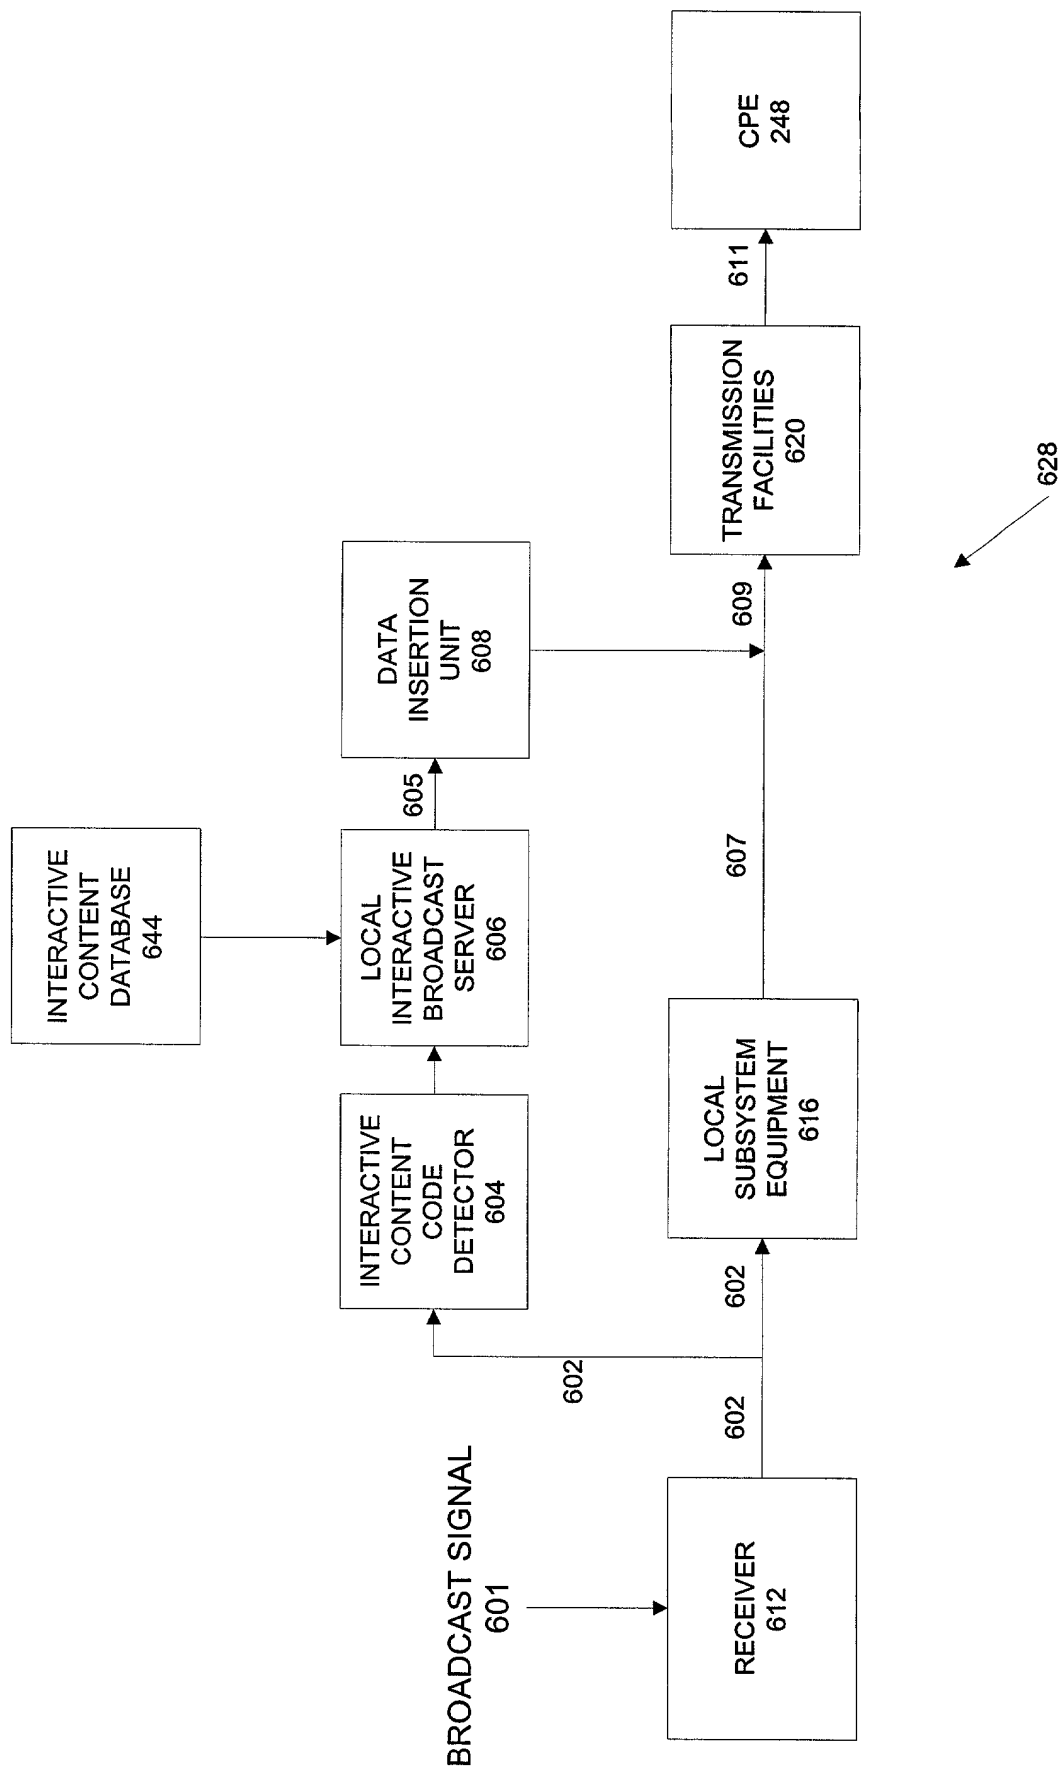 INTERACTIVE
CONTENT
DATABASE
644
INTERACTIVE
CONTENT
CODE
DETECTOR
604
LOCAL
INTERACTIVE
BROADCAST
SERVER
606
605
DATA
INSERTION
UNIT
608
BROADCAST SIGNAL
601
602
RECEIVER
612
602
602
LOCAL
SUBSYSTEM
EQUIPMENT
616
607
609
TRANSMISSION
FACILITIES
620
611
CPE
248
628